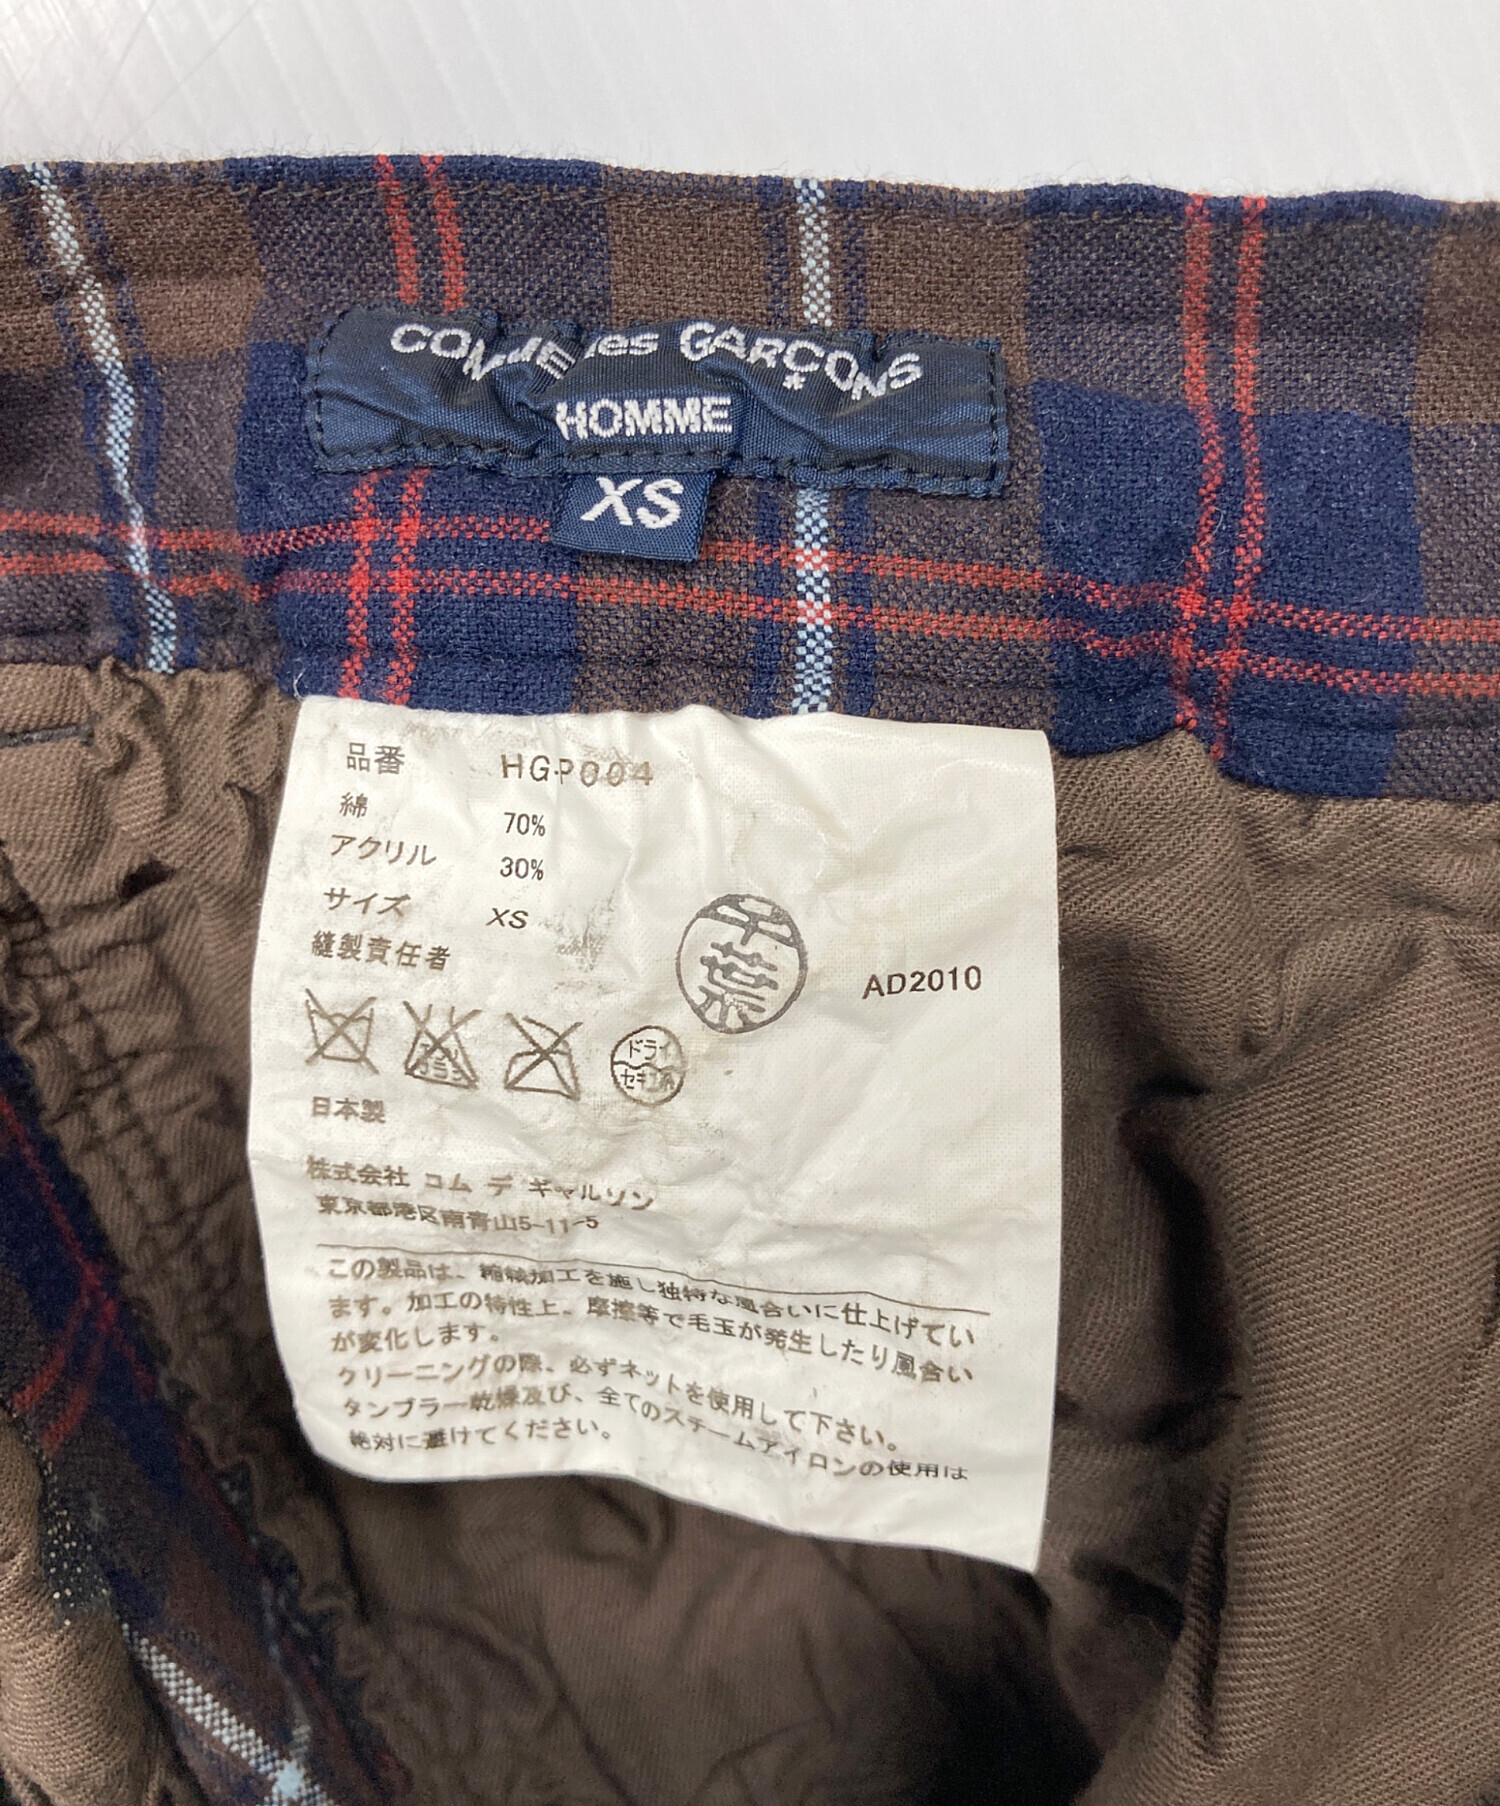 COMME des GARÇONS
HOMME
XS
品番 HG-P004
綿 70%
アクリル 30%
サイズ XS
縫製責任者 千葉
AD2010
ドライ
セキユ系
日本製
株式会社 コム デ ギャルソン
東京都港区南青山5-11-5
この製品は、縮絨加工を施し独特な風合いに仕上げてい
ます。加工の特性上、摩擦等で毛玉が発生したり風合い
が変化します。
クリーニングの際、必ずネットを使用して下さい。
タンブラー乾燥及び、全てのスチームアイロンの使用は
絶対に避けてください。